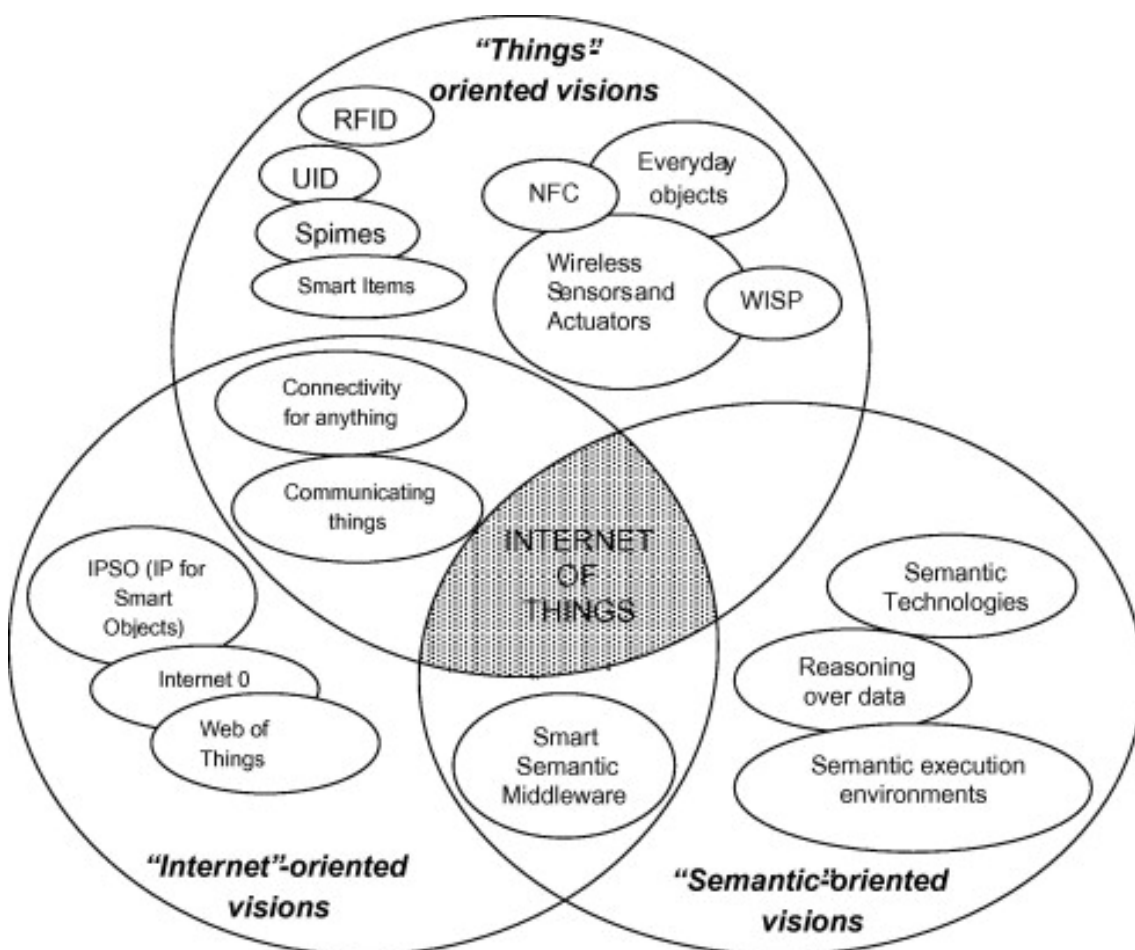 “Things”-
oriented visions
RFID
UID
Spimes
Smart Items
NFC
Everyday
objects
Wireless
Sensors and
Actuators
WISP
Connectivity
for anything
Communicating
things
INTERNET
OF
THINGS
IPSO (IP for
Smart
Objects)
Internet 0
Web of
Things
Smart
Semantic
Middleware
Semantic
Technologies
Reasoning
over data
Semantic execution
environments
“Internet”-oriented
visions
“Semantic”-oriented
visions